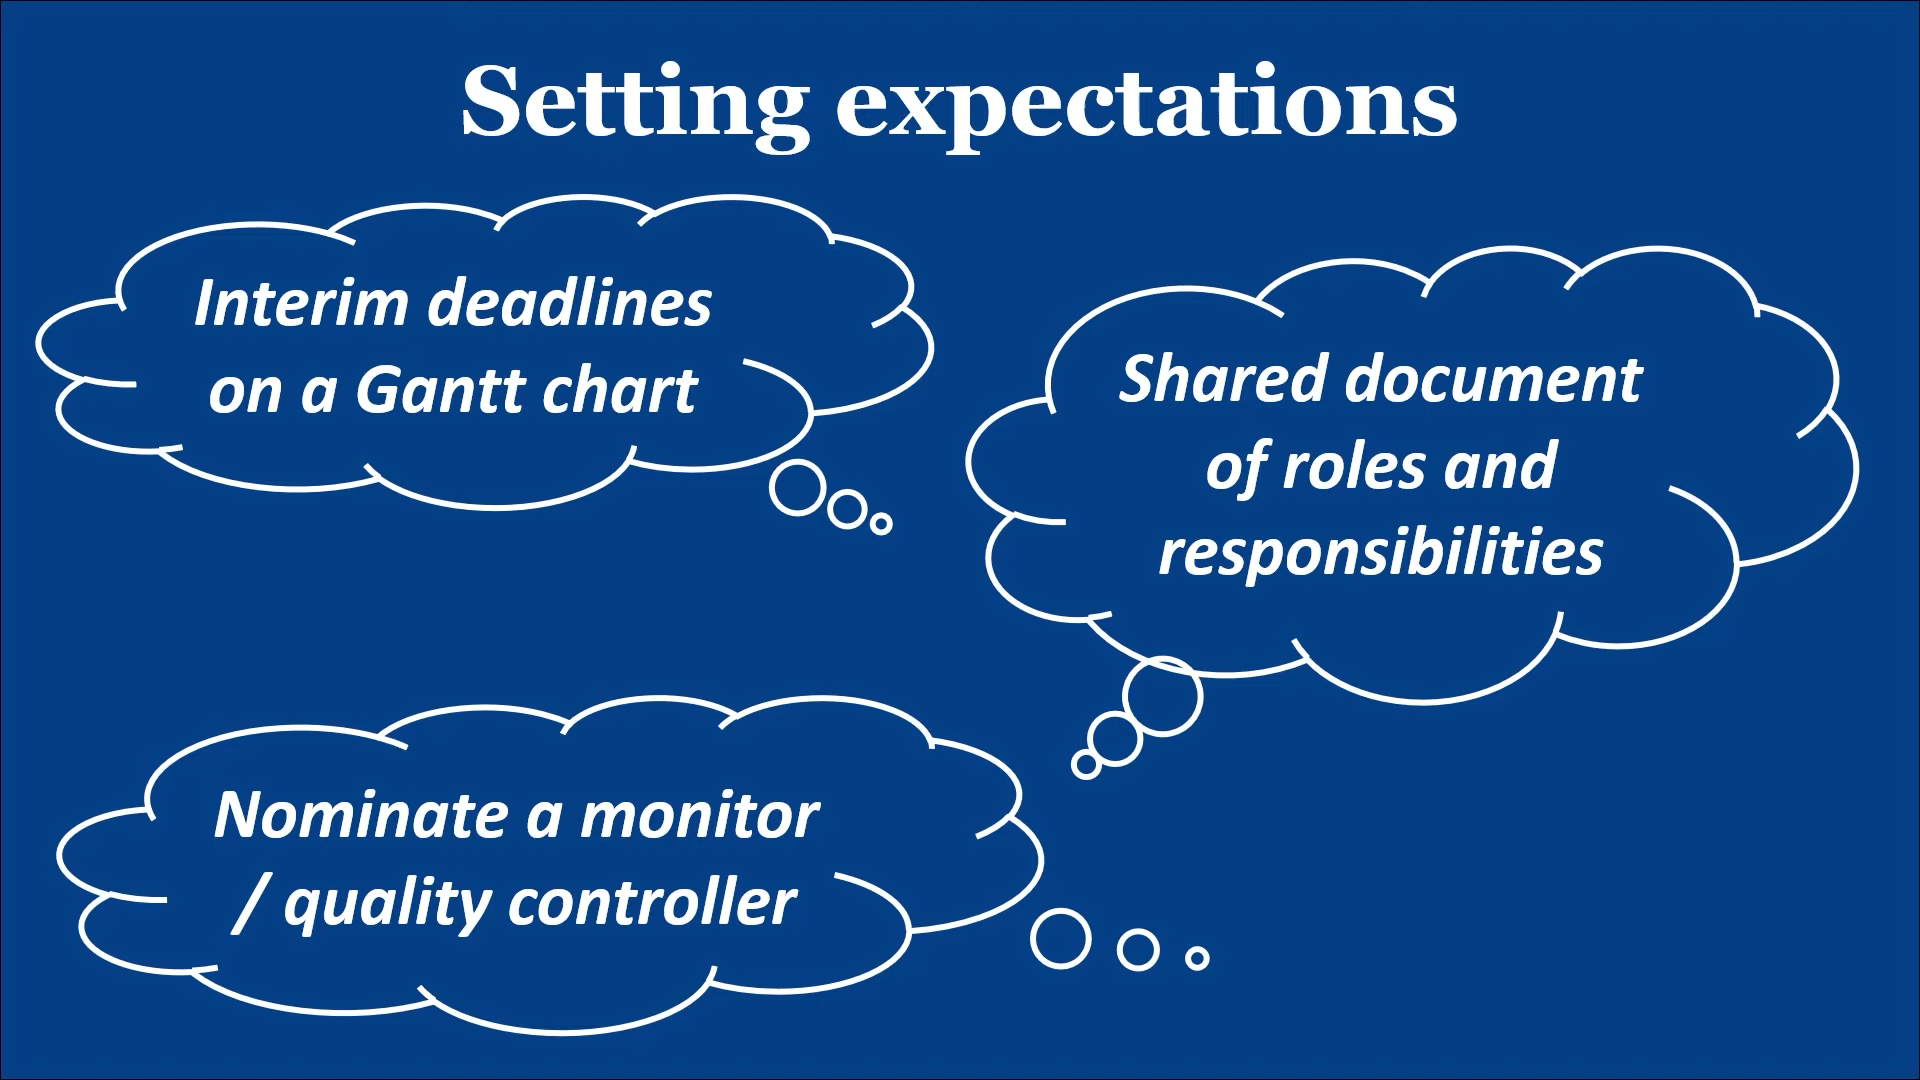 Setting expectations
Interim deadlines
on a Gantt chart
Shared document
of roles and
responsibilities
Nominate a monitor
/ quality controller